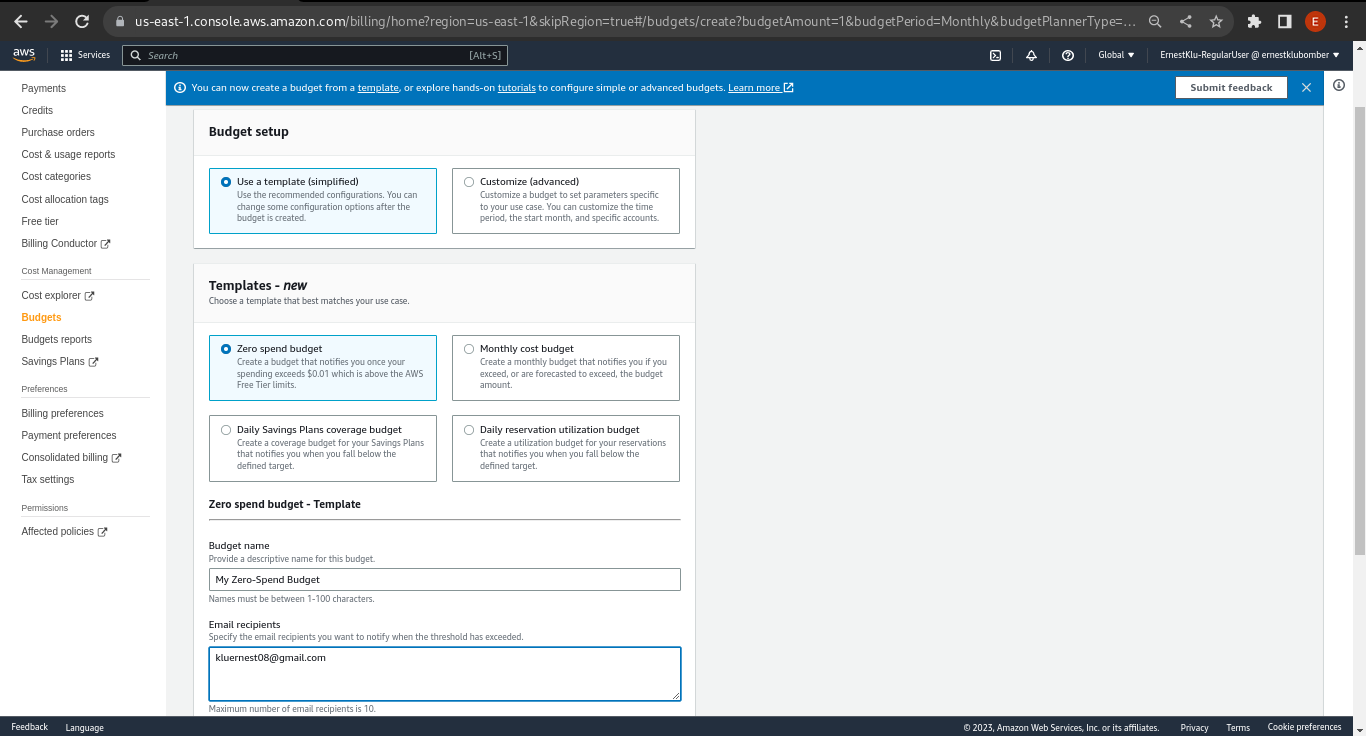 us-east-1.console.aws.amazon.com/billing/home?region=us-east-1&skipRegion=true#/budgets/create?budgetAmount=1&budgetPeriod=Monthly&budgetPlannerType=...
E
aws
Services
Search
[Alt+S]
Global
ErnestKlu-RegularUser @ ernestklubomber
Payments
Credits
Purchase orders
Cost & usage reports
Cost categories
Cost allocation tags
Free tier
Billing Conductor
Cost Management
Cost explorer
Budgets
Budgets reports
Savings Plans
Preferences
Billing preferences
Payment preferences
Consolidated billing
Tax settings
Permissions
Affected policies
You can now create a budget from a template, or explore hands-on tutorials to configure simple or advanced budgets. Learn more
Submit feedback
Budget setup
Use a template (simplified)
Use the recommended configurations. You can
change some configuration options after the
budget is created.
Customize (advanced)
Customize a budget to set parameters specific
to your use case. You can customize the time
period, the start month, and specific accounts.
Templates - new
Choose a template that best matches your use case.
Zero spend budget
Create a budget that notifies you once your
spending exceeds $0.01 which is above the AWS
Free Tier limits.
Monthly cost budget
Create a monthly budget that notifies you if you
exceed, or are forecasted to exceed, the budget
amount.
Daily Savings Plans coverage budget
Create a coverage budget for your Savings Plans
that notifies you when you fall below the
defined target.
Daily reservation utilization budget
Create a utilization budget for your reservations
that notifies you when you fall below the
defined target.
Zero spend budget - Template
Budget name
Provide a descriptive name for this budget.
My Zero-Spend Budget
Names must be between 1-100 characters.
Email recipients
Specify the email recipients you want to notify when the threshold has exceeded.
kluernest08@gmail.com
Maximum number of email recipients is 10.
Feedback
Language
© 2023, Amazon Web Services, Inc. or its affiliates.
Privacy
Terms
Cookie preferences